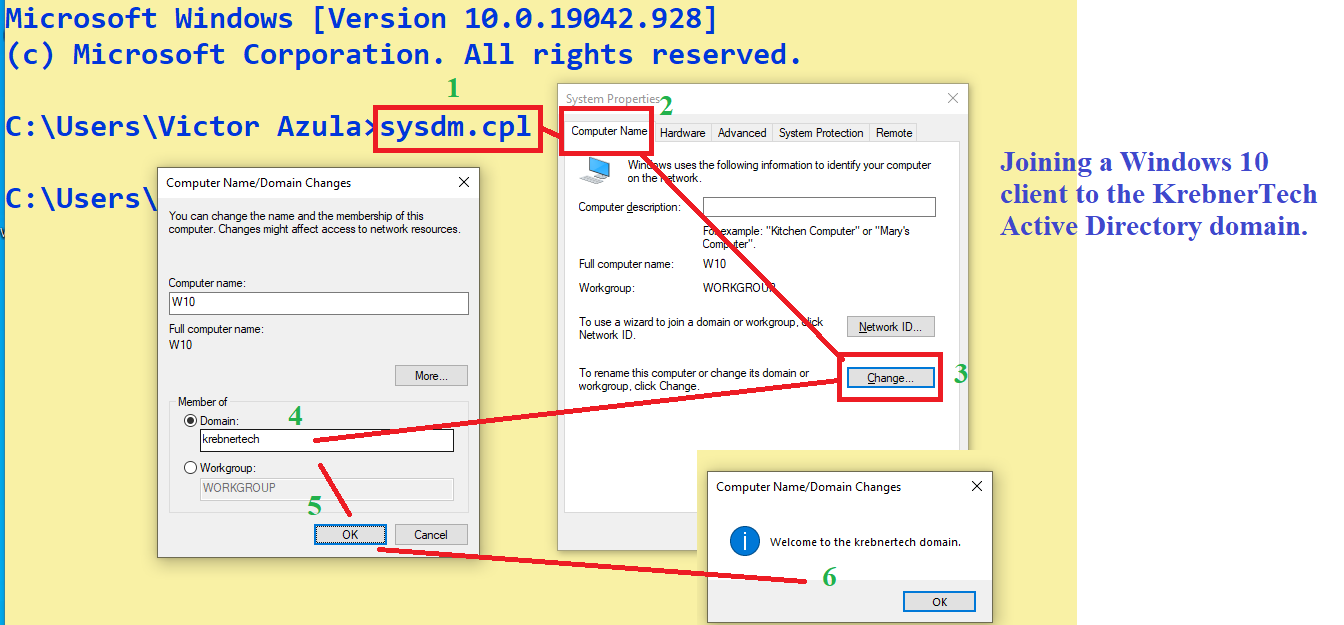 Microsoft Windows [Version 10.0.19042.928]
(c) Microsoft Corporation. All rights reserved.
1
C:\Users\Victor Azula>sysdm.cpl
C:\Users\
System Properties
2
Computer Name
Hardware
Advanced
System Protection
Remote
Windows uses the following information to identify your computer
on the network.
Computer description:
For example: "Kitchen Computer" or "Mary's
Computer".
Full computer name:
W10
Workgroup:
WORKGROUP
To use a wizard to join a domain or workgroup, click
Network ID.
Network ID...
To rename this computer or change its domain or
workgroup, click Change.
Change...
3
Computer Name/Domain Changes
You can change the name and the membership of this
computer. Changes might affect access to network resources.
Computer name:
W10
Full computer name:
W10
More...
Member of
4
Domain:
krebnertech
Workgroup:
WORKGROUP
5
OK
Cancel
Computer Name/Domain Changes
Welcome to the krebnertech domain.
6
OK
Joining a Windows 10
client to the KrebnerTech
Active Directory domain.